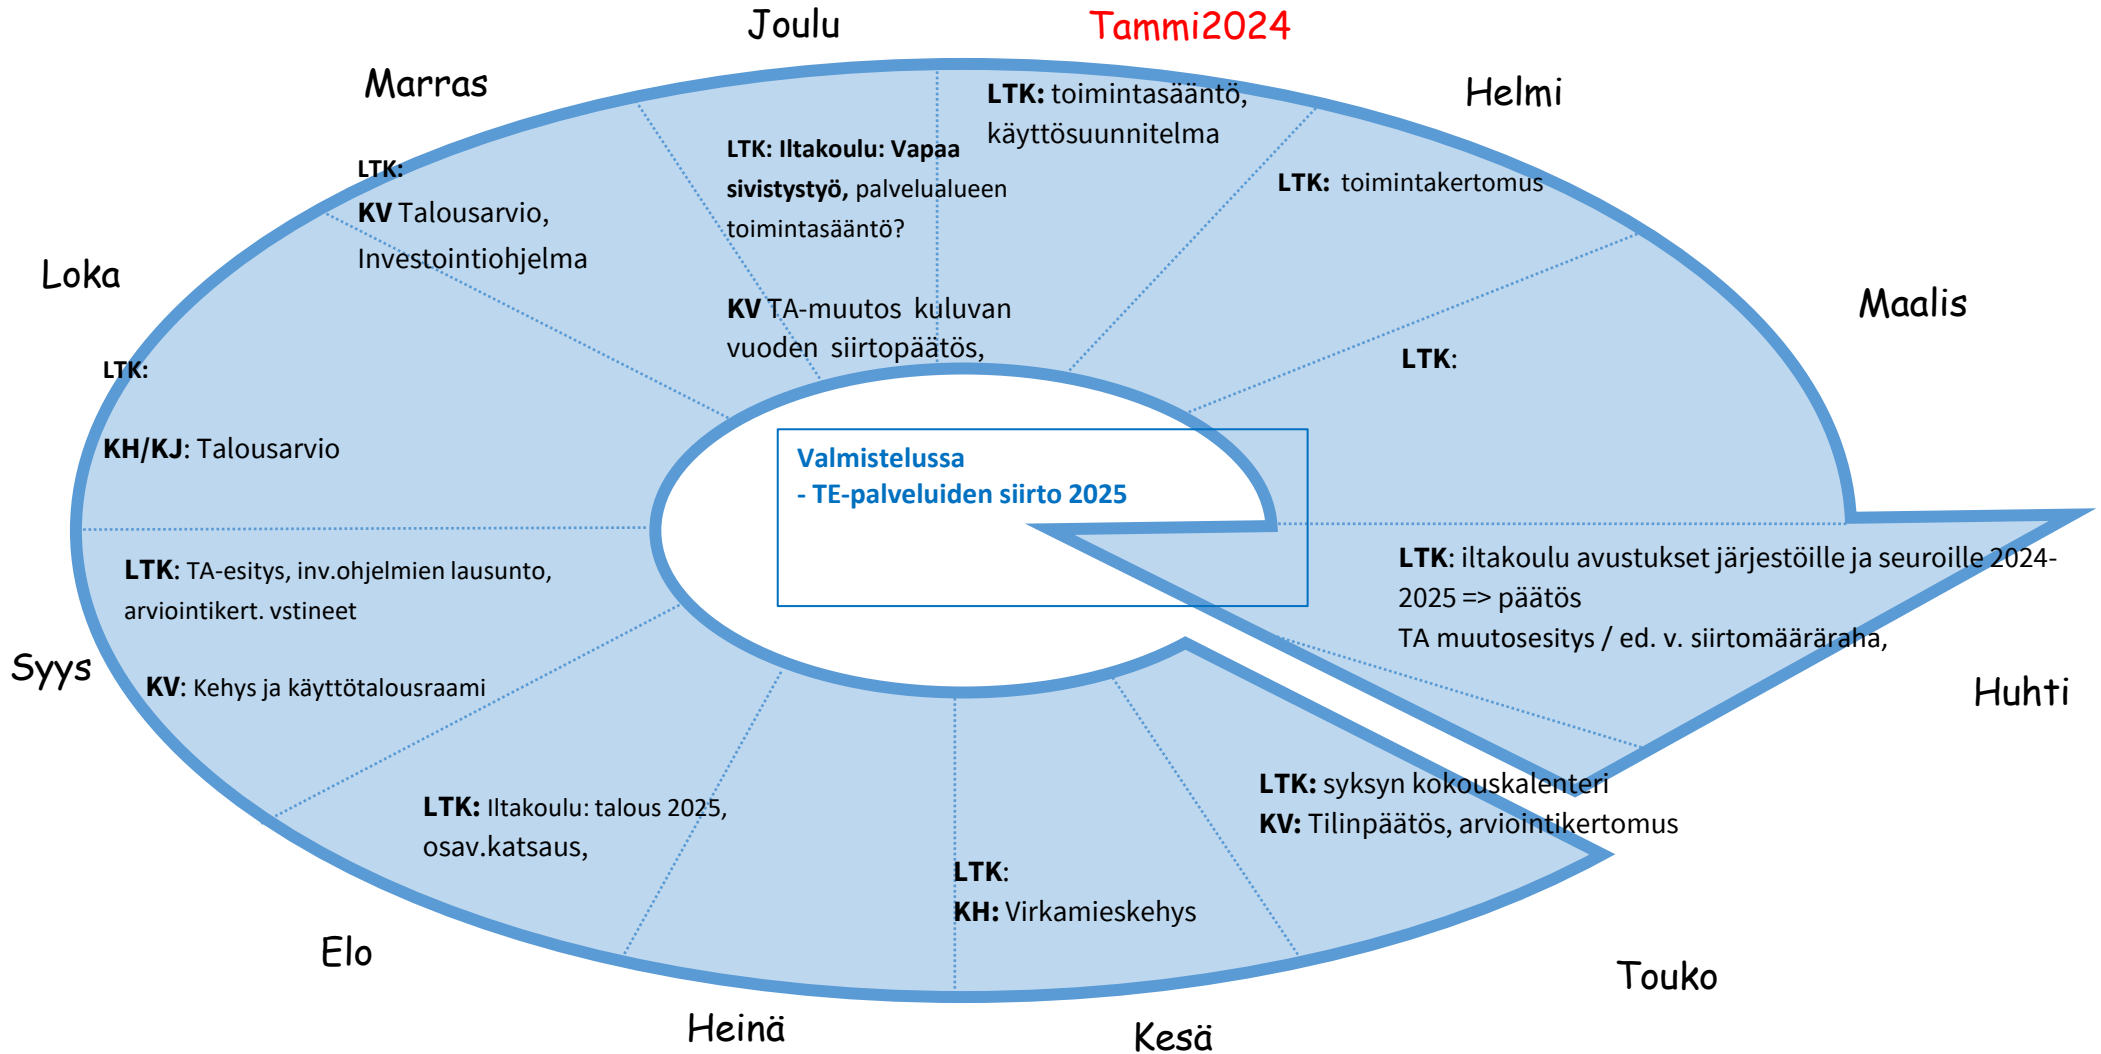 Joulu
Tammi2024
Helmi
Marras
LTK: toimintasääntö,
käyttösuunnitelma
LTK: Iltakoulu: Vapaa
sivistystyö, palvelualueen
toimintasääntö?
KV TA-muutos kuluvan
vuoden siirtopäätös,
LTK:
KV Talousarvio,
Investointiohjelma
LTK: toimintakertomus
Loka
Maalis
LTK:
LTK:
KH/KJ: Talousarvio
Valmistelussa
- TE-palveluiden siirto 2025
LTK: TA-esitys, inv.ohjelmien lausunto,
arviointikert. vstineet
KV: Kehys ja käyttötalousraami
Syys
LTK: iltakoulu avustukset järjestöille ja seuroille 2024-
2025 => päätös
TA muutosesitys / ed. v. siirtomääräraha,
Huhti
LTK: syksyn kokouskalenteri
KV: Tilinpäätös, arviointikertomus
LTK: Iltakoulu: talous 2025,
osav.katsaus,
LTK:
KH: Virkamieskehys
Elo
Touko
Heinä
Kesä